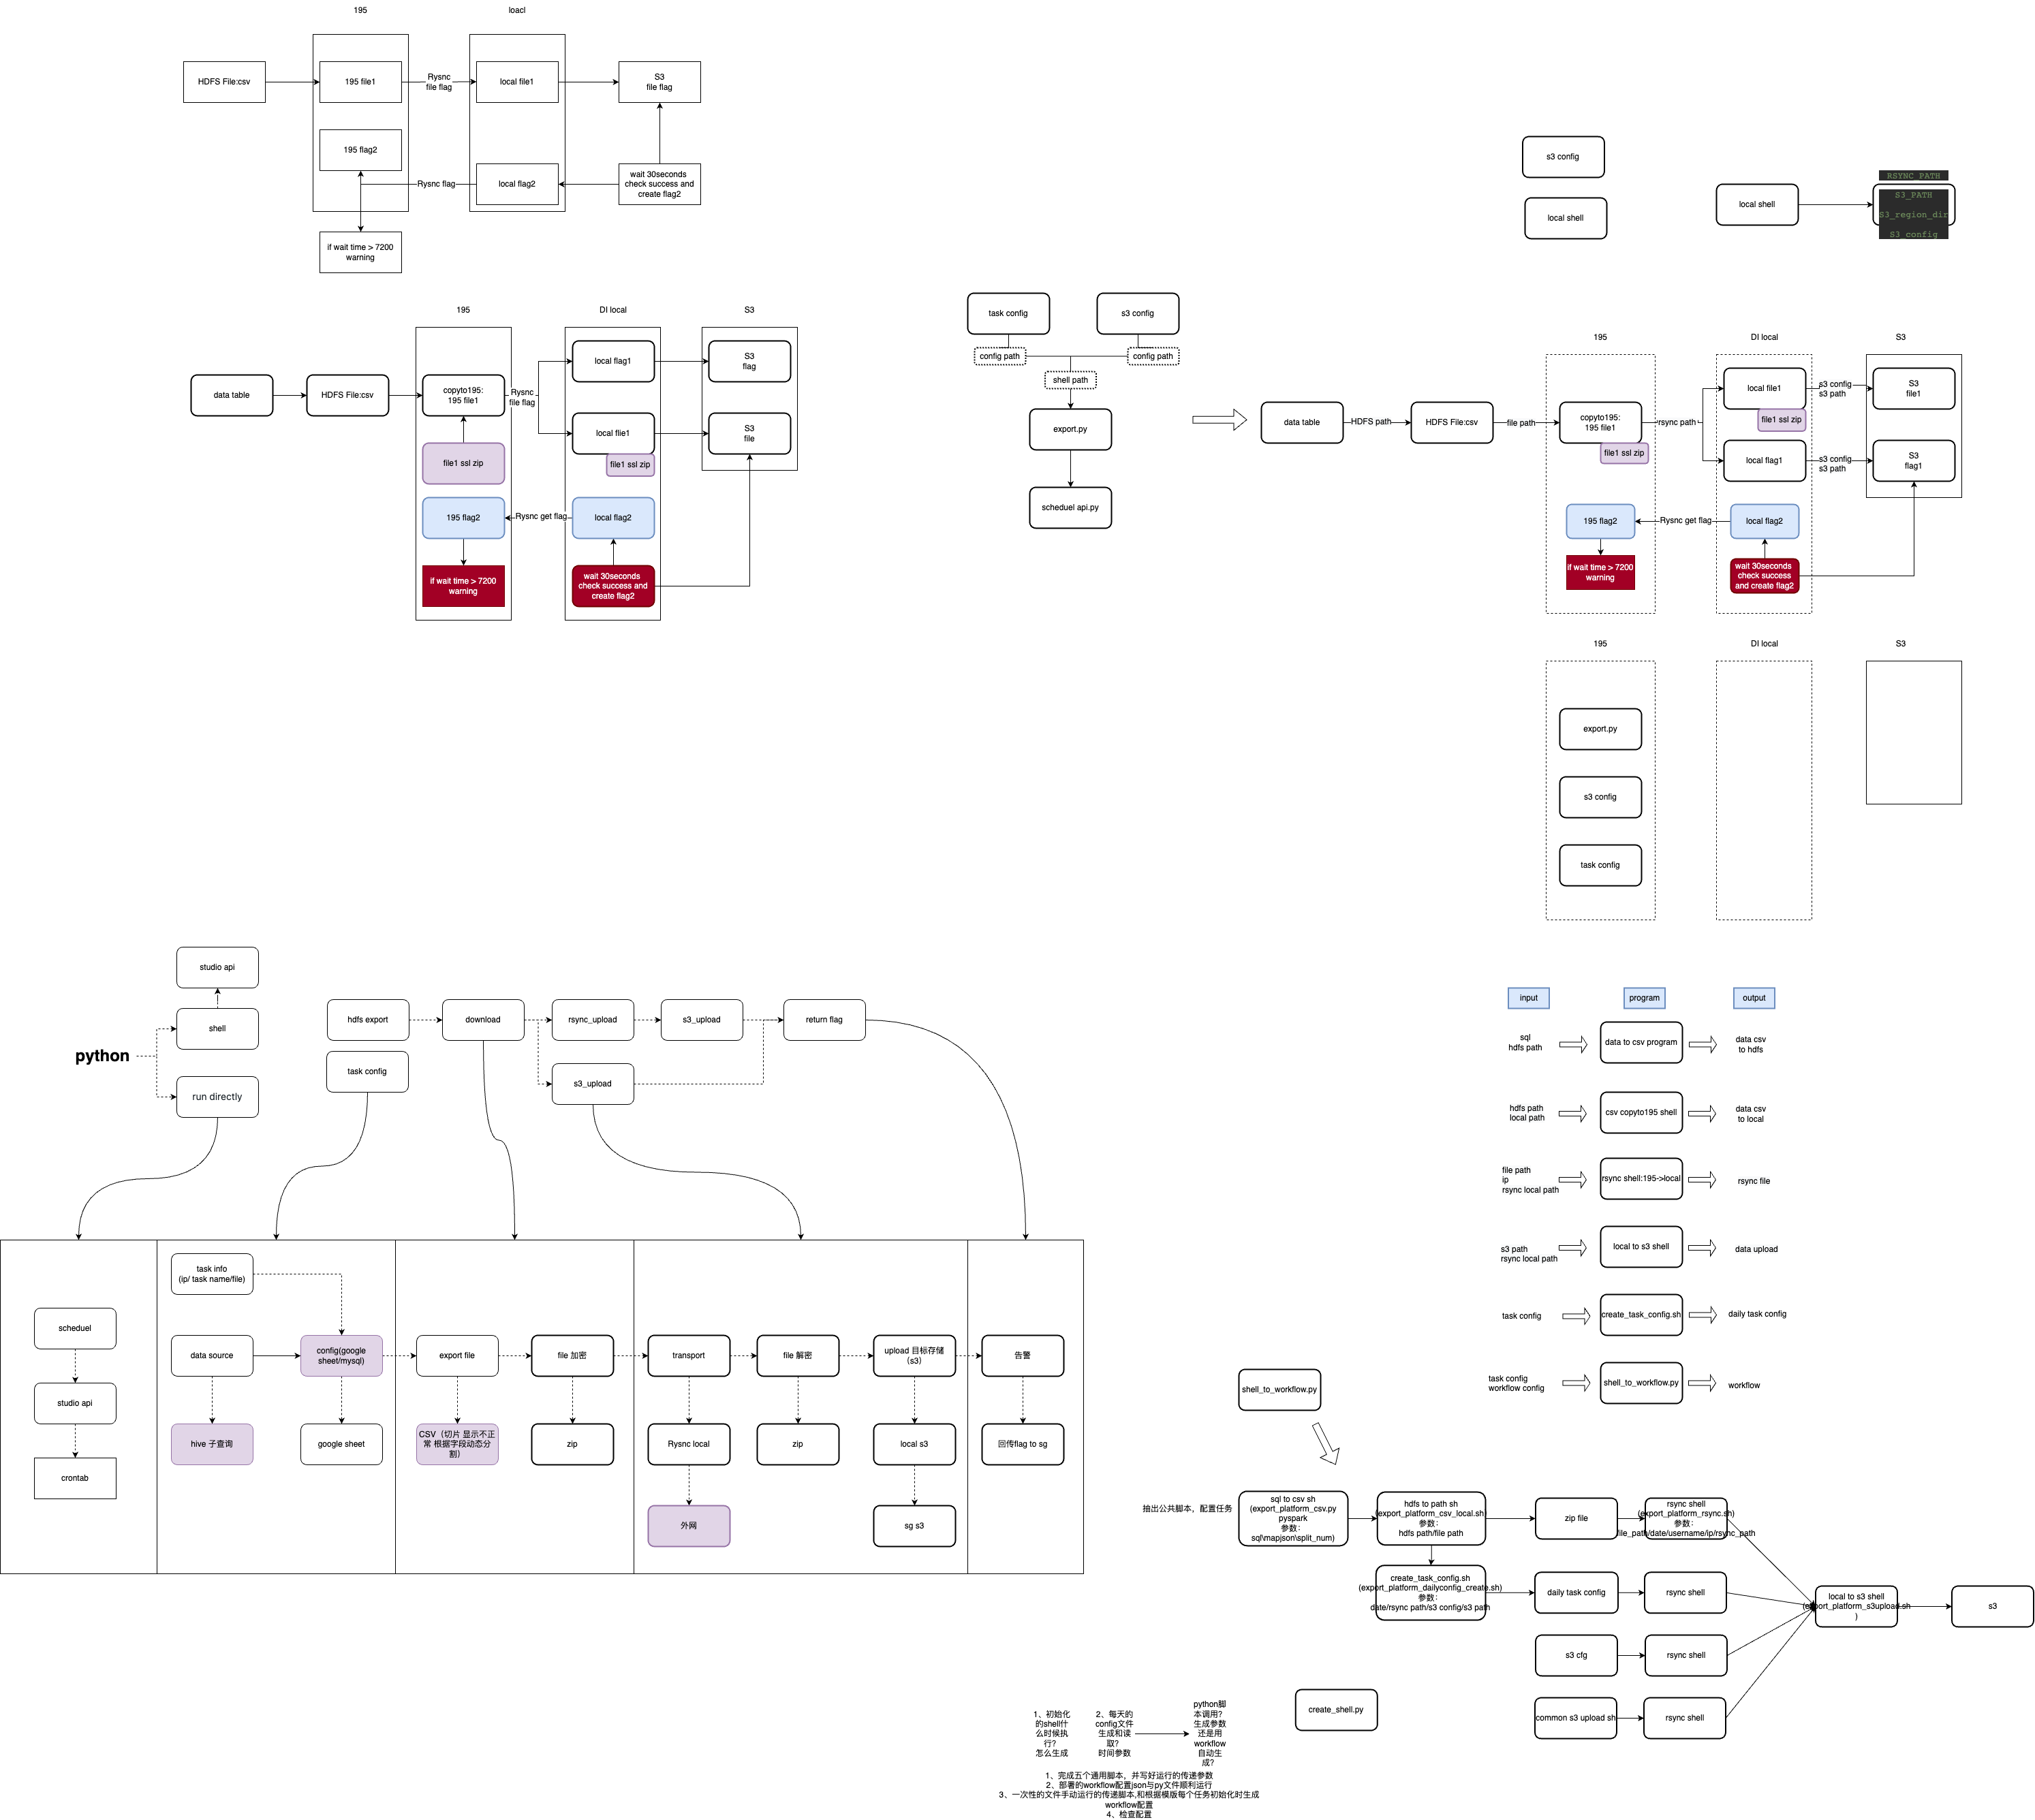 195
loacl
HDFS File:csv
195 file1
Rysnc
file flag
local file1
S3
file flag
195 flag2
Rysnc flag
local flag2
wait 30seconds
check success and
create flag2
if wait time > 7200
warning
s3 config
local shell
local shell
RSYNC_PATH
S3_PATH
S3_region_dir
S3_config
195
DI local
S3
data table
HDFS File:csv
copyto195:
195 file1
Rysnc
file flag
local flag1
S3
flag
local flie1
S3
file
file1 ssl zip
file1 ssl zip
195 flag2
Rysnc get flag
local flag2
if wait time > 7200
warning
wait 30seconds
check success and
create flag2
task config
s3 config
config path
config path
shell path
export.py
scheduel api.py
195
DI local
S3
data table
HDFS path
HDFS File:csv
file path
copyto195:
195 file1
file1 ssl zip
rsync path
local file1
file1 ssl zip
s3 config
s3 path
S3
file1
local flag1
s3 config
s3 path
S3
flag1
195 flag2
Rysnc get flag
local flag2
if wait time > 7200
warning
wait 30seconds
check success
and create flag2
195
DI local
S3
export.py
s3 config
task config
studio api
shell
python
run directly
hdfs export
download
rsync_upload
s3_upload
return flag
task config
s3_upload
task info
(ip/ task name/file)
scheduel
data source
config(google
sheet/mysql)
export file
file 加密
transport
file 解密
upload 目标存储
（s3）
告警
studio api
hive 子查询
google sheet
CSV（切片 显示不正
常 根据字段动态分
割）
zip
Rysnc local
zip
local s3
回传flag to sg
crontab
外网
sg s3
input
program
output
sql
hdfs path
data to csv program
data csv
to hdfs
hdfs path
local path
csv copyto195 shell
data csv
to local
file path
ip
rsync local path
rsync shell:195->local
rsync file
s3 path
rsync local path
local to s3 shell
data upload
task config
create_task_config.sh
daily task config
task config
workflow config
shell_to_workflow.py
workflow
shell_to_workflow.py
抽出公共脚本，配置任务
sql to csv sh
(export_platform_csv.py
pyspark
参数：
sql\mapjson\split_num)
hdfs to path sh
(export_platform_csv_local.sh)
参数：
hdfs path/file path
zip file
rsync shell
(export_platform_rsync.sh)
参数：
file_path/date/username/ip/rsync_path
create_task_config.sh
(export_platform_dailyconfig_create.sh)
参数：
date/rsync path/s3 config/s3 path
daily task config
rsync shell
local to s3 shell
(export_platform_s3upload.sh
)
s3
s3 cfg
rsync shell
common s3 upload sh
rsync shell
create_shell.py
1、初始化
的shell什
么时候执
行？
怎么生成
2、每天的
config文件
生成和读
取？
时间参数
python脚
本调用？
生成参数
还是用
workflow
自动生
成？
1、完成五个通用脚本，并写好运行的传递参数
2、部署的workflow配置json与py文件顺利运行
3、一次性的文件手动运行的传递脚本,和根据模版每个任务初始化时生成
workflow配置
4、检查配置